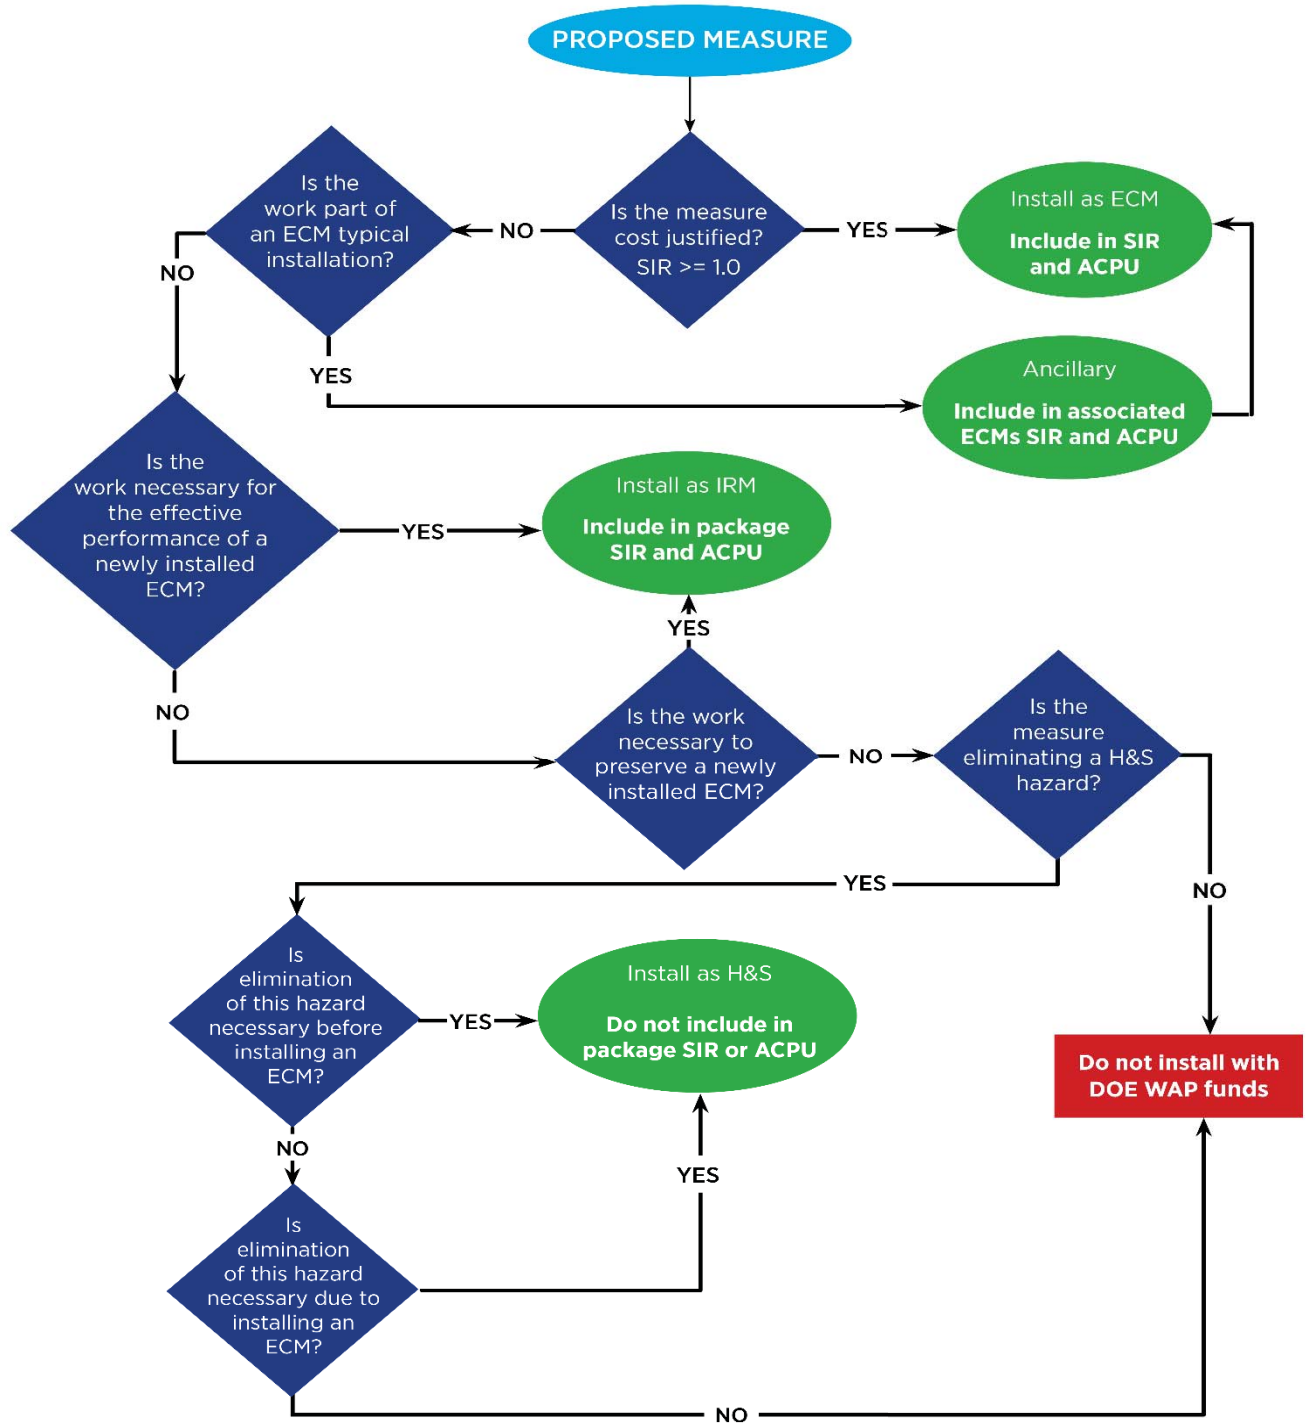 PROPOSED MEASURE
Is the measure
cost justified?
SIR >= 1.0
YES
Install as ECM
Include in SIR
and ACPU
NO
Is the
work part of
an ECM typical
installation?
YES
Ancillary
Include in associated
ECMs SIR and ACPU
NO
Is the
work necessary for
the effective
performance of a
newly installed
ECM?
YES
Install as IRM
Include in package
SIR and ACPU
NO
Is the work
necessary to
preserve a newly
installed ECM?
YES
NO
Is the
measure
eliminating a H&S
hazard?
YES
NO
Is
elimination
of this hazard
necessary before
installing an
ECM?
YES
Install as H&S
Do not include in
package SIR or ACPU
NO
Is
elimination
of this hazard
necessary due to
installing an
ECM?
YES
NO
Do not install with
DOE WAP funds